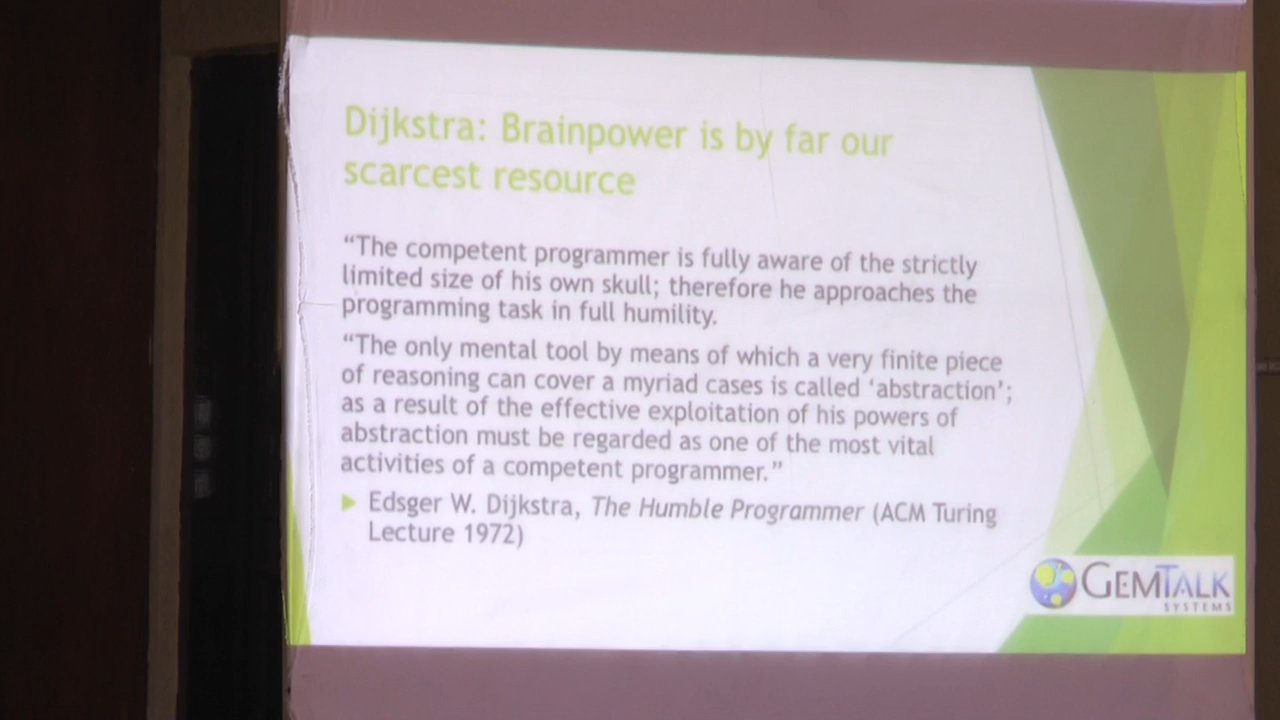 Dijkstra: Brainpower is by far our
scarcest resource
“The competent programmer is fully aware of the strictly
limited size of his own skull; therefore he approaches the
programming task in full humility.
“The only mental tool by means of which a very finite piece
of reasoning can cover a myriad cases is called ‘abstraction’;
as a result of the effective exploitation of his powers of
abstraction must be regarded as one of the most vital
activities of a competent programmer.”
Edsger W. Dijkstra, The Humble Programmer (ACM Turing
Lecture 1972)
GEMTALK
SYSTEMS